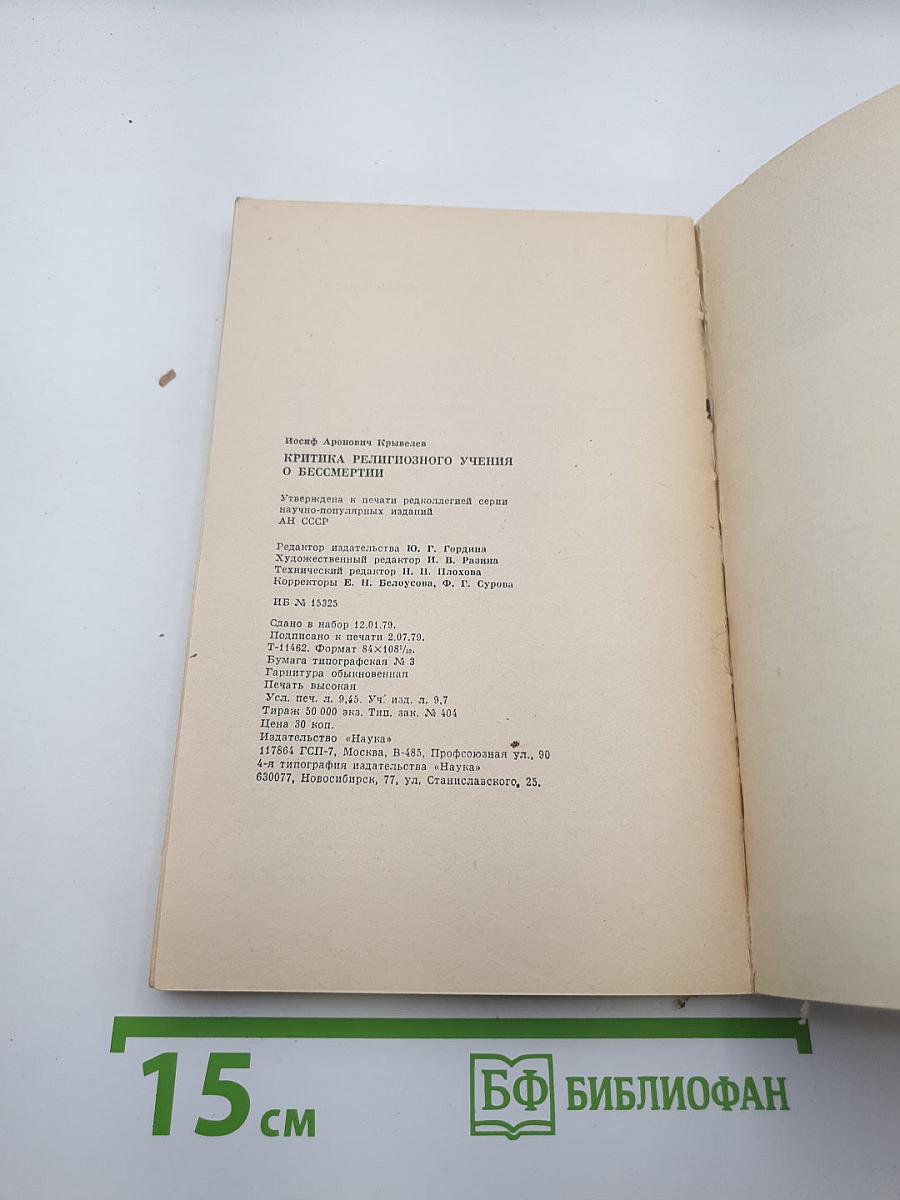 Иосиф Аронович Крывелев
КРИТИКА РЕЛИГИОЗНОГО УЧЕНИЯ
О БЕССМЕРТИИ
Утверждена к печати редколлегией серии
научно-популярных изданий
АН СССР
Редактор издательства Ю. Г. Гордина
Художественный редактор И. В. Разина
Технический редактор Н. Н. Плохова
Корректоры Е. Н. Белоусова, Ф. Г. Сурова
ИБ № 15325
Сдано в набор 12.01.79.
Подписано к печати 2.07.79.
Т-11462. Формат 84×108¹/₃₂.
Бумага типографская № 3
Гарнитура обыкновенная
Печать высокая
Усл. печ. л. 9,45. Уч. изд. л. 9,7
Тираж 50 000 экз. Тип. зак. № 404
Цена 30 коп.
Издательство «Наука»
117864 ГСП-7, Москва, В-485, Профсоюзная ул., 90
4-я типография издательства «Наука»
630077, Новосибирск, 77, ул, Станиславского, 25.
15 см
БФ БИБЛИОФАН